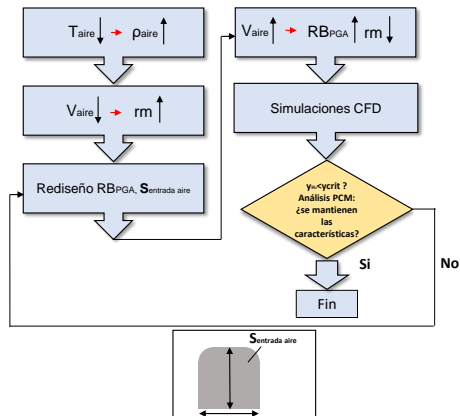 Taire ↓ → ρaire ↑
Vaire ↓ → rm ↑
Rediseño RBPGA, Sentrada aire
Vaire ↑ → RBPGA ↑ rm ↓
Simulaciones CFD
<ycrit ?
Análisis PCM:
¿se mantienen
las
características?
Si
No
Fin
Sentrada aire